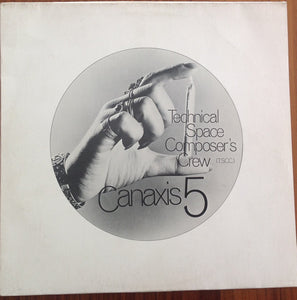 Technical
Space
Composer's
Crew (T.S.C.C.)
Canaxis 5